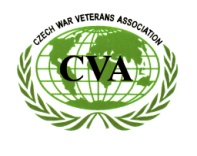 CZECH WAR VETERANS ASSOCIATION
CVA